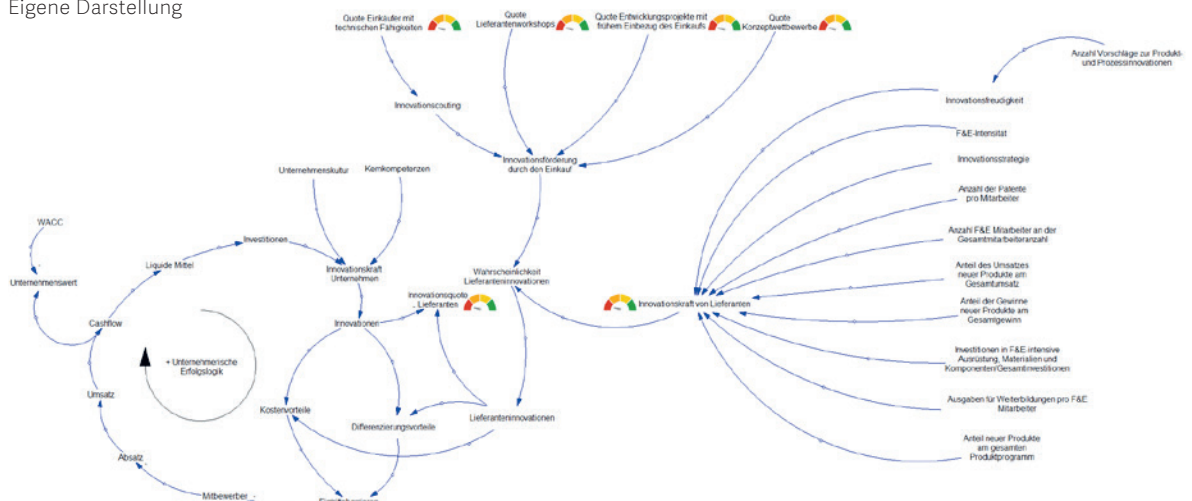 Eigene Darstellung
Quote Einkäufer mit
technischen Fähigkeiten
Quote
Lieferantenworkshops
Quote Entwicklungsprojekte mit
frühem Einbezug des Einkaufs
Quote
Konzeptwettbewerbe
Anzahl Vorschläge zur Produkt-
und Prozessinnovationen
Innovationscouting
Innovationsfreudigkeit
F&E-Intensität
Innovationsförderung
durch den Einkauf
Innovationsstrategie
Unternehmenskultur
Kernkompetenzen
Anzahl der Patente
pro Mitarbeiter
WACC
Investitionen
Anzahl F&E Mitarbeiter an der
Gesamtmitarbeiteranzahl
Liquide Mittel
Innovationskraft
Unternehmen
Wahrscheinlichkeit
Lieferanteninnovationen
Anteil des Umsatzes
neuer Produkte am
Gesamtumsatz
Unternehmenswert
Innovationsquote
Lieferanten
Innovationskraft von Lieferanten
Anteil der Gewinne
neuer Produkte am
Gesamtgewinn
Cashflow
Innovationen
+ Unternehmerische
Erfolgslogik
Investitionen in F&E-intensive
Ausrüstung, Materialien und
Komponenten/Gesamtinvestitionen
Umsatz
Kostenvorteile
Differenzierungsvorteile
Lieferanteninnovationen
Ausgaben für Weiterbildungen pro F&E
Mitarbeiter
Absatz
Anteil neuer Produkte
am gesamten
Produktprogramm
Mitbewerber